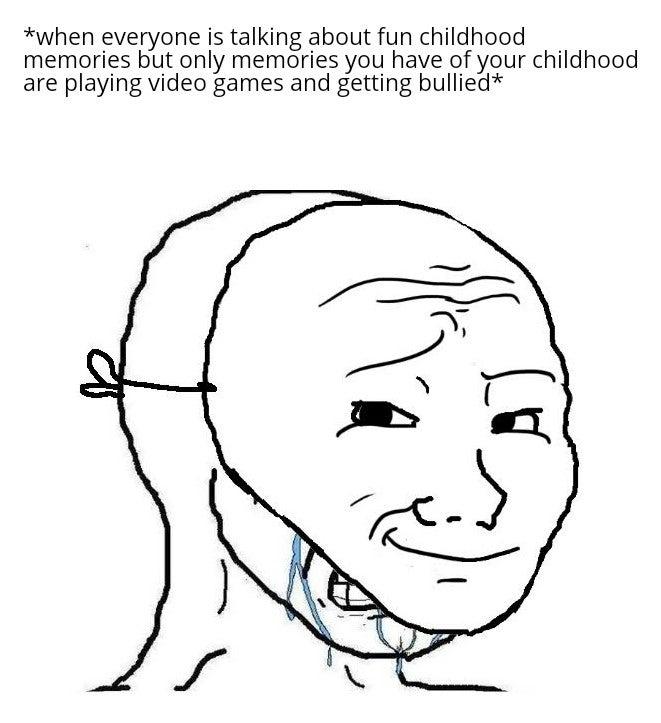 *when everyone is talking about fun childhood
memories but only memories you have of your childhood
are playing video games and getting bullied*